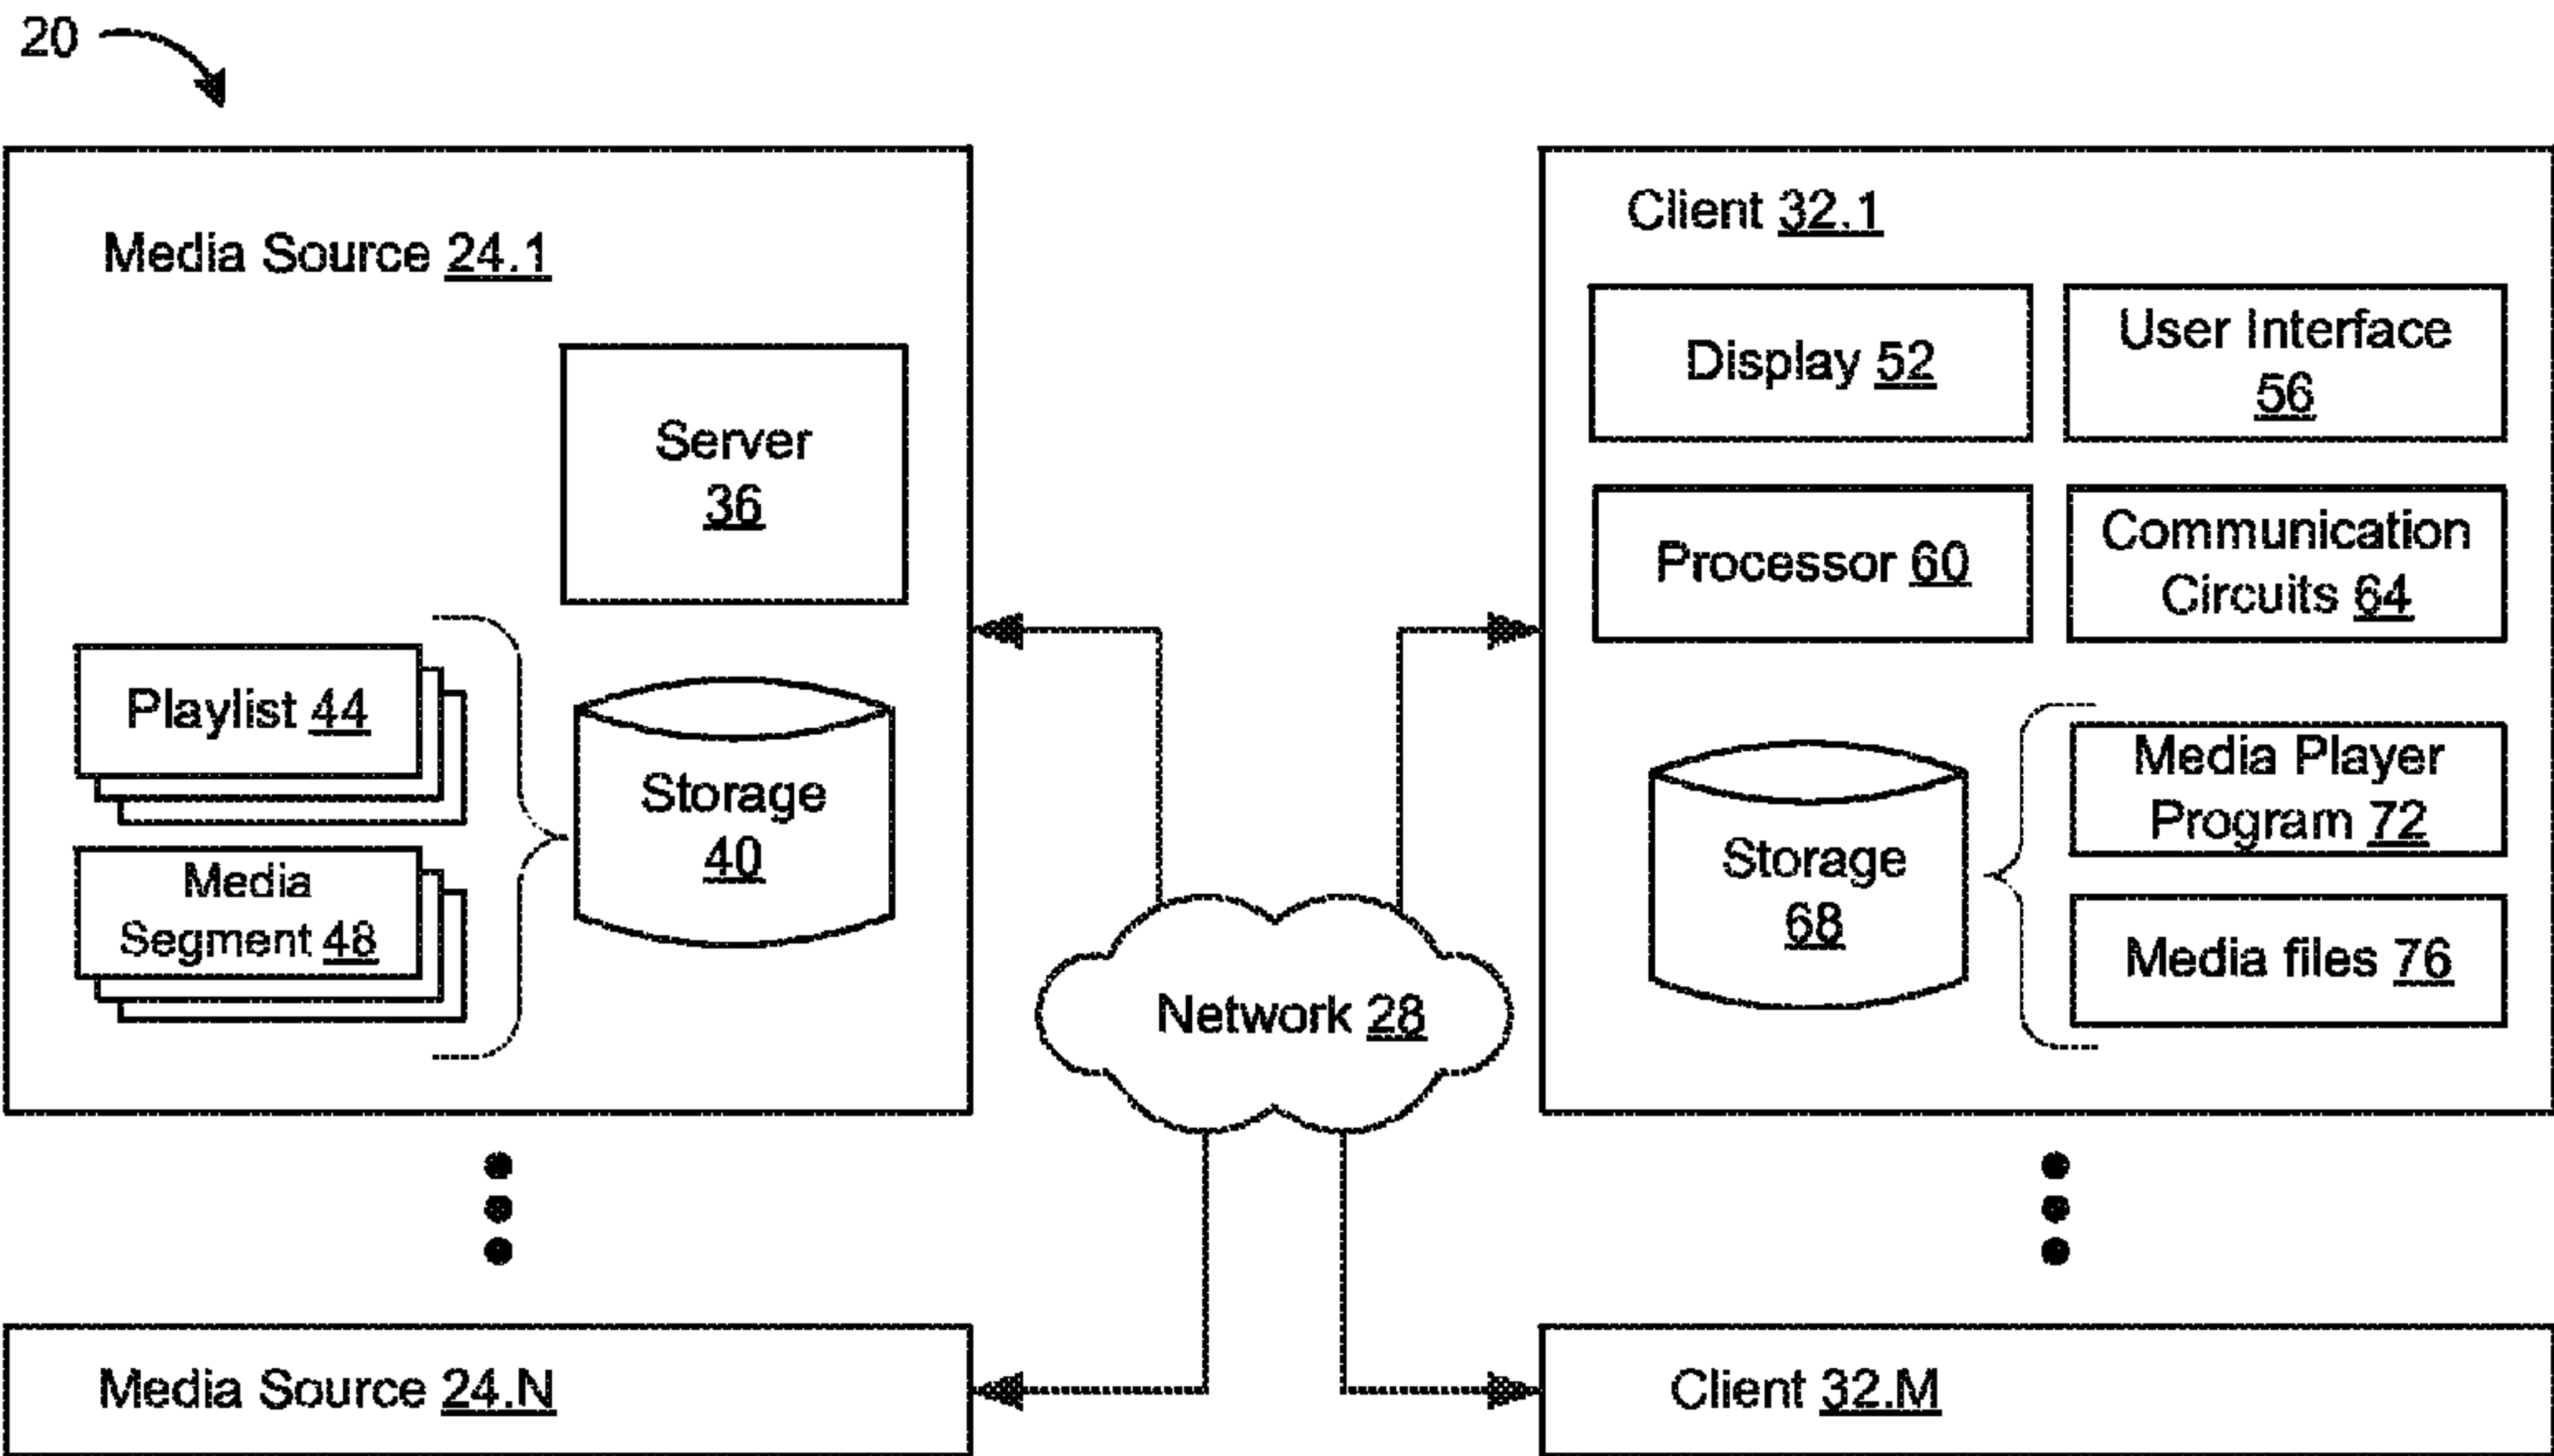 20
Media Source 24.1
Server
36
Playlist 44
Storage
40
Media
Segment 48
Network 28
Client 32.1
Display 52
User Interface
56
Processor 60
Communication
Circuits 64
Storage
68
Media Player
Program 72
Media files 76
Media Source 24.N
Client 32.M